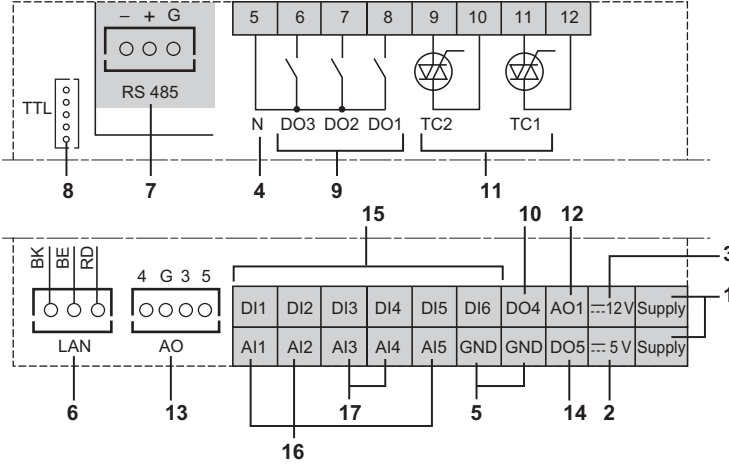 – + G
5 6 7 8 9 10 11 12
RS 485
TTL
N DO3 DO2 DO1 TC2 TC1
8 7 4 9 11
15 10 12
BK BE RD
3
4 G 3 5
1
DI1 DI2 DI3 DI4 DI5 DI6 DO4 AO1 ⎓12 V Supply
LAN AO
AI1 AI2 AI3 AI4 AI5 GND GND DO5 ⎓ 5 V Supply
6 13 17 5 14 2
16